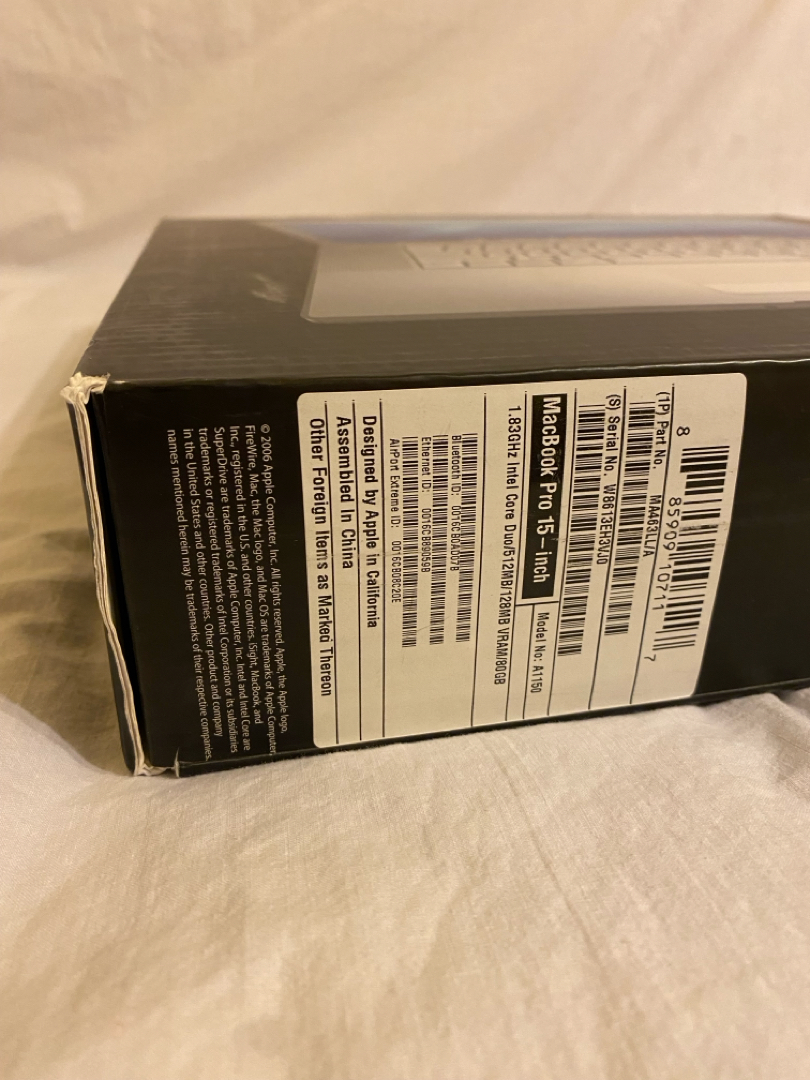 8 85909 10711 7
(1P) Part No. MA463LL/A
(S) Serial No. W8613EH3VJ0
MacBook Pro 15-inch
Model No: A1150
1.83GHz Intel Core Duo/512MB/128MB VRAM/80GB
Bluetooth ID: 0016CB0AD07B
Ethernet ID: 0016CB89059B
AirPort Extreme ID: 0016CB06C20E
Designed by Apple in California
Assembled In China
Other Foreign Items as Marked Thereon
© 2006 Apple Computer, Inc. All rights reserved. Apple, the Apple logo,
FireWire, Mac, the Mac logo, and Mac OS are trademarks of Apple Computer,
Inc., registered in the U.S. and other countries. iSight, MacBook, and
SuperDrive are trademarks of Apple Computer, Inc. Intel and Intel Core are
trademarks or registered trademarks of Intel Corporation or its subsidiaries
in the United States and other countries. Other product and company
names mentioned herein may be trademarks of their respective companies.